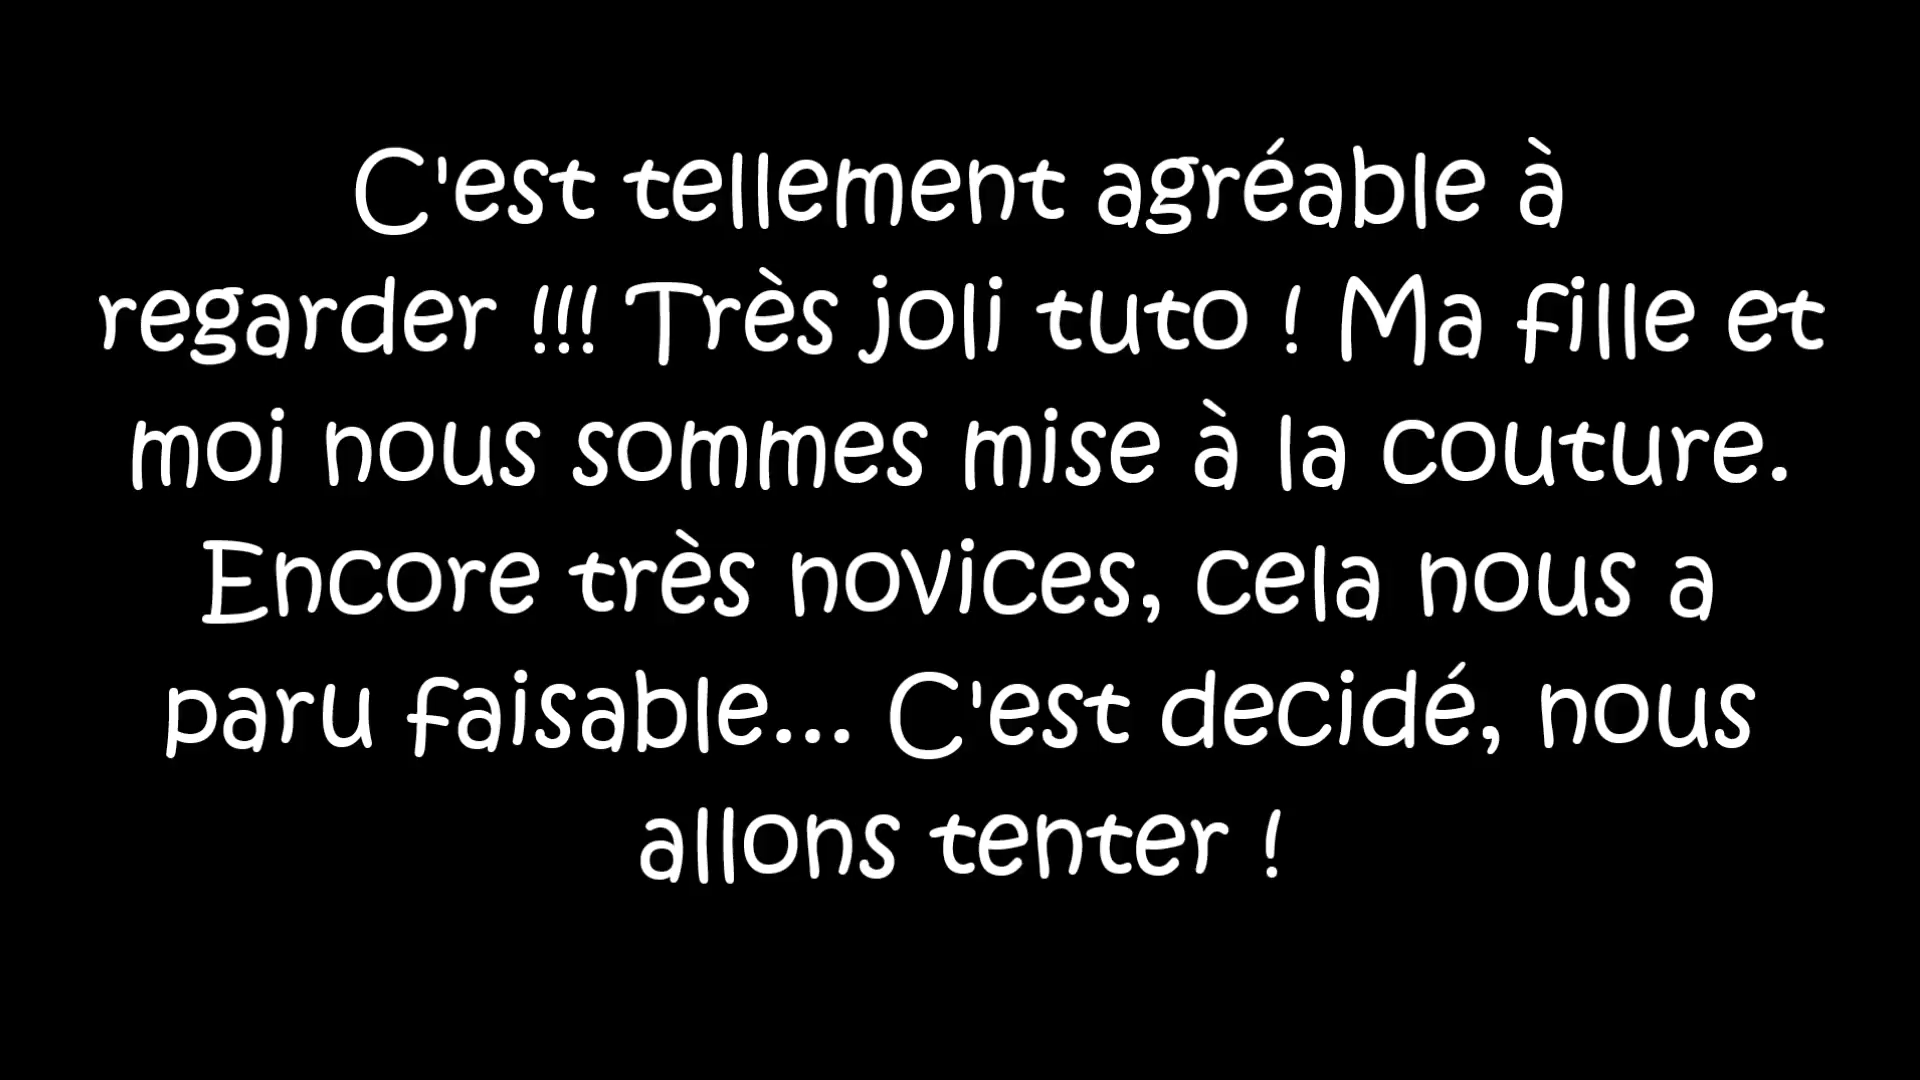 C'est tellement agréable à
regarder !!! Très joli tuto ! Ma fille et
moi nous sommes mise à la couture.
Encore très novices, cela nous a
paru faisable... C'est decidé, nous
allons tenter !